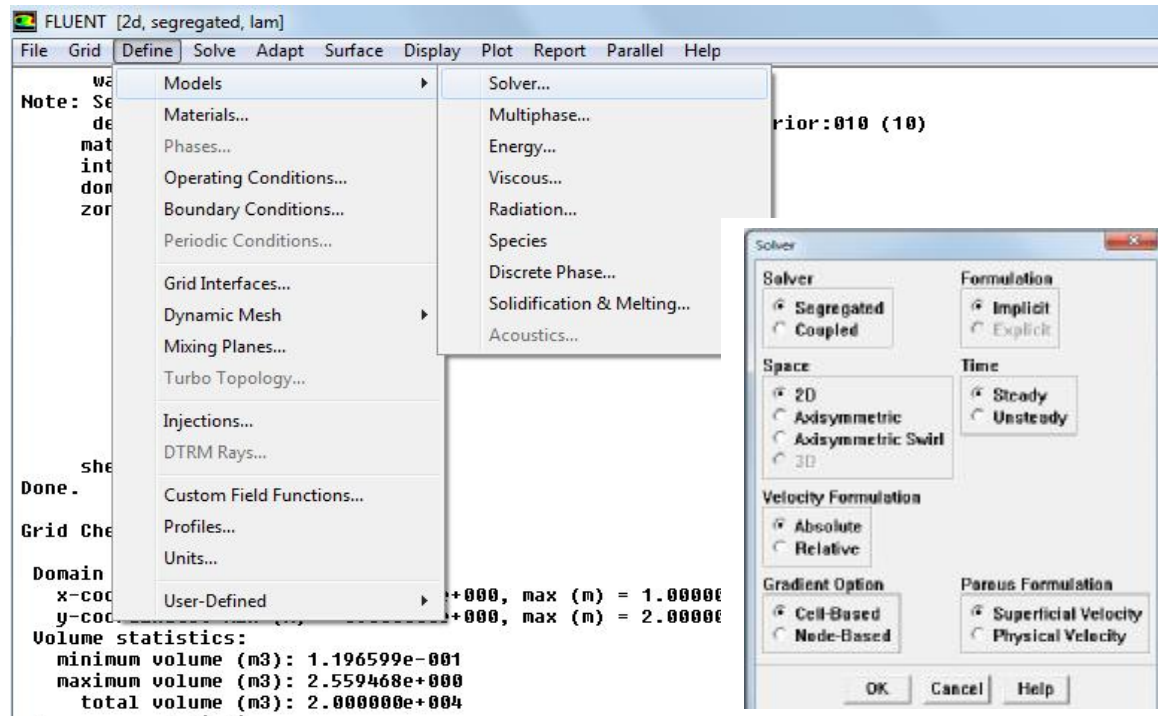 FLUENT [2d, segregated, lam]
File Grid Define Solve Adapt Surface Display Plot Report Parallel Help
Note:
Models
Materials...
Phases...
Operating Conditions...
Boundary Conditions...
Periodic Conditions...
Grid Interfaces...
Dynamic Mesh
Mixing Planes...
Turbo Topology...
Injections...
DTRM Rays...
Custom Field Functions...
Profiles...
Units...
User-Defined
Solver...
Multiphase...
Energy...
Viscous...
Radiation...
Species
Discrete Phase...
Solidification & Melting...
Acoustics...
rior:010 (10)
Done.
Grid Che
Domain
x-coo e+000, max (m) = 1.00000
y-coo e+000, max (m) = 2.00000
Volume statistics:
minimum volume (m3): 1.196599e-001
maximum volume (m3): 2.559468e+000
total volume (m3): 2.000000e+004
Solver
Solver
Segregated
Coupled
Formulation
Implicit
Explicit
Space
2D
Axisymmetric
Axisymmetric Swirl
3D
Time
Steady
Unsteady
Velocity Formulation
Absolute
Relative
Gradient Option
Cell-Based
Node-Based
Porous Formulation
Superficial Velocity
Physical Velocity
OK Cancel Help